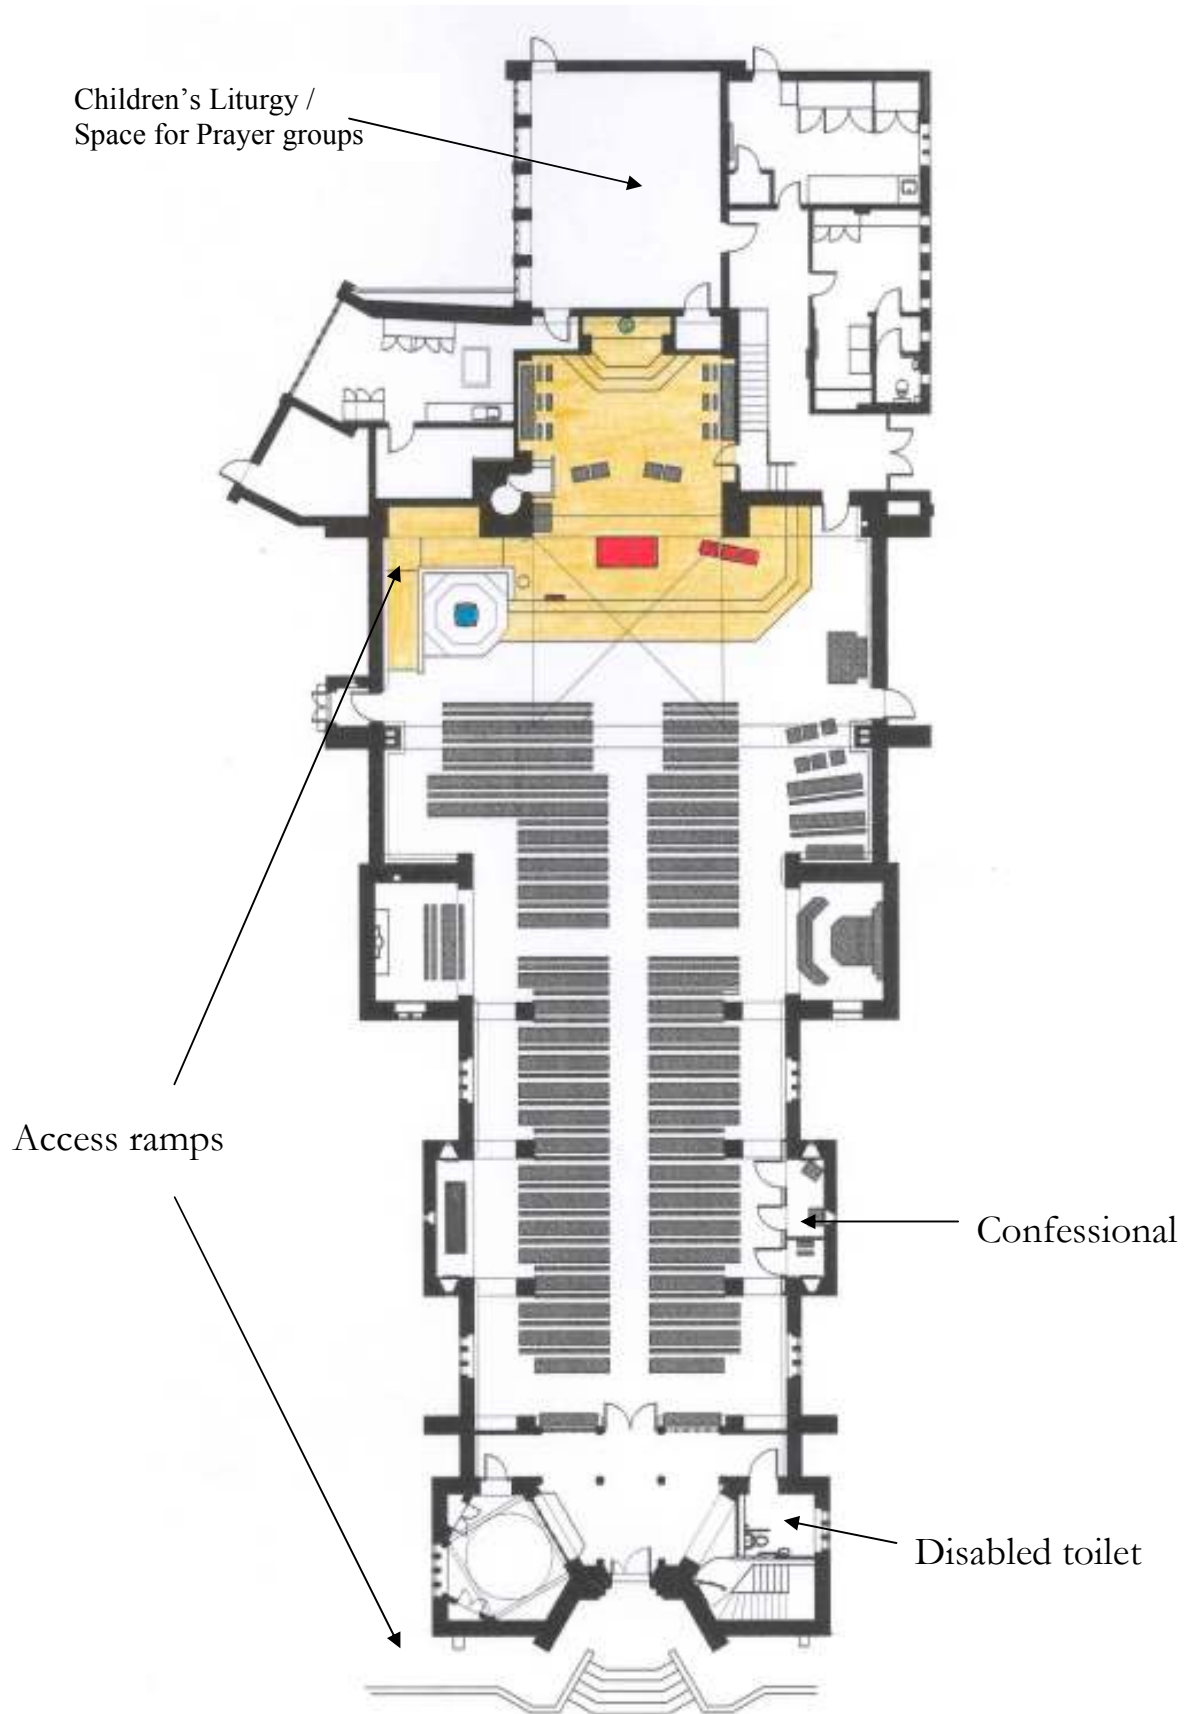 Children’s Liturgy /
Space for Prayer groups
Access ramps
Confessional
Disabled toilet